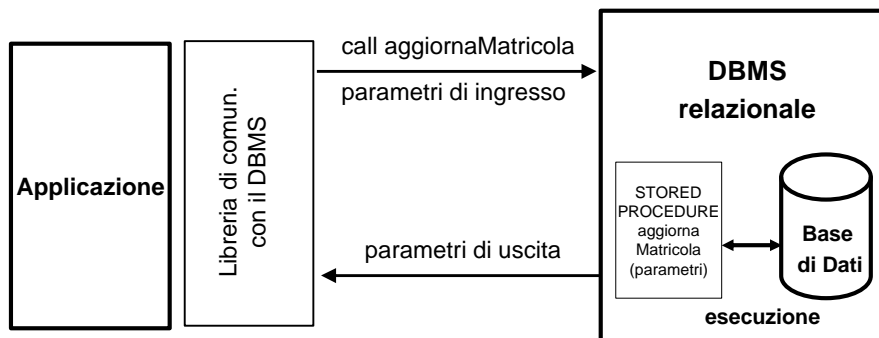 Applicazione
Libreria di comun.
con il DBMS
call aggiornaMatricola
parametri di ingresso
parametri di uscita
DBMS
relazionale
STORED
PROCEDURE
aggiorna
Matricola
(parametri)
Base
di Dati
esecuzione